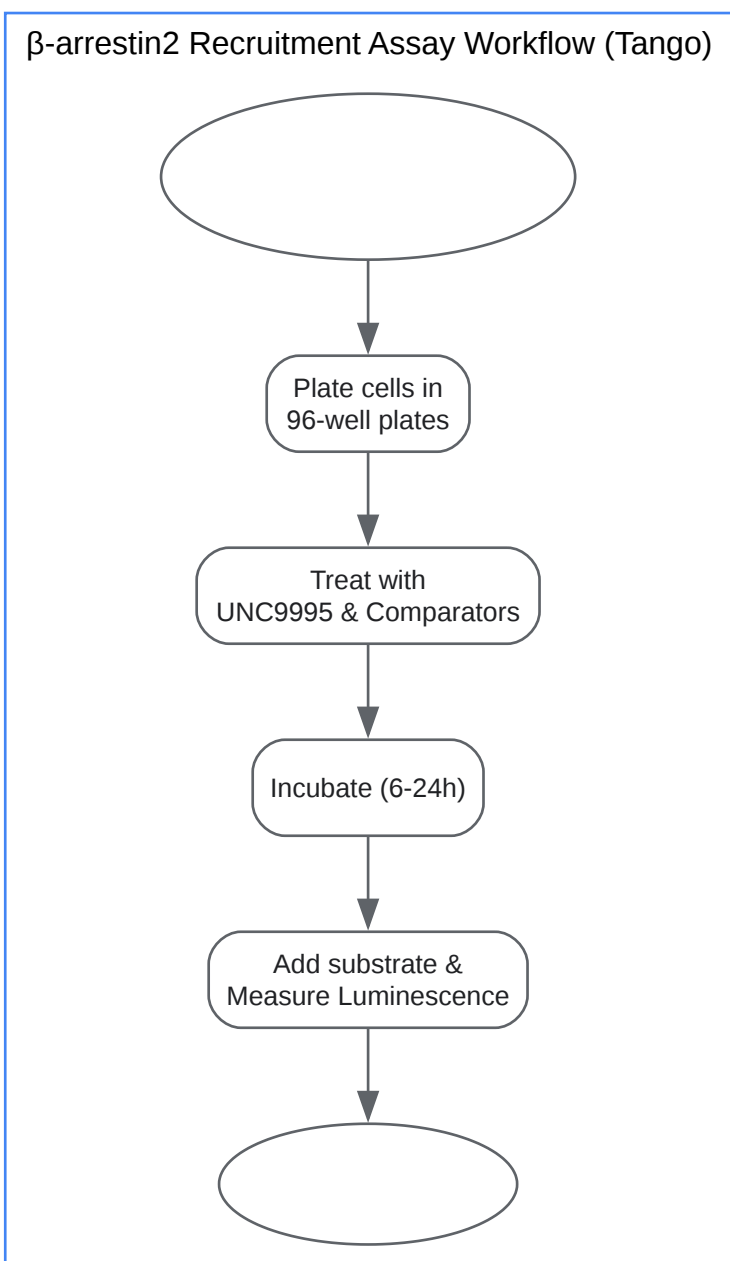 β-arrestin2 Recruitment Assay Workflow (Tango)
Plate cells in
96-well plates
Treat with
UNC9995 & Comparators
Incubate (6-24h)
Add substrate &
Measure Luminescence